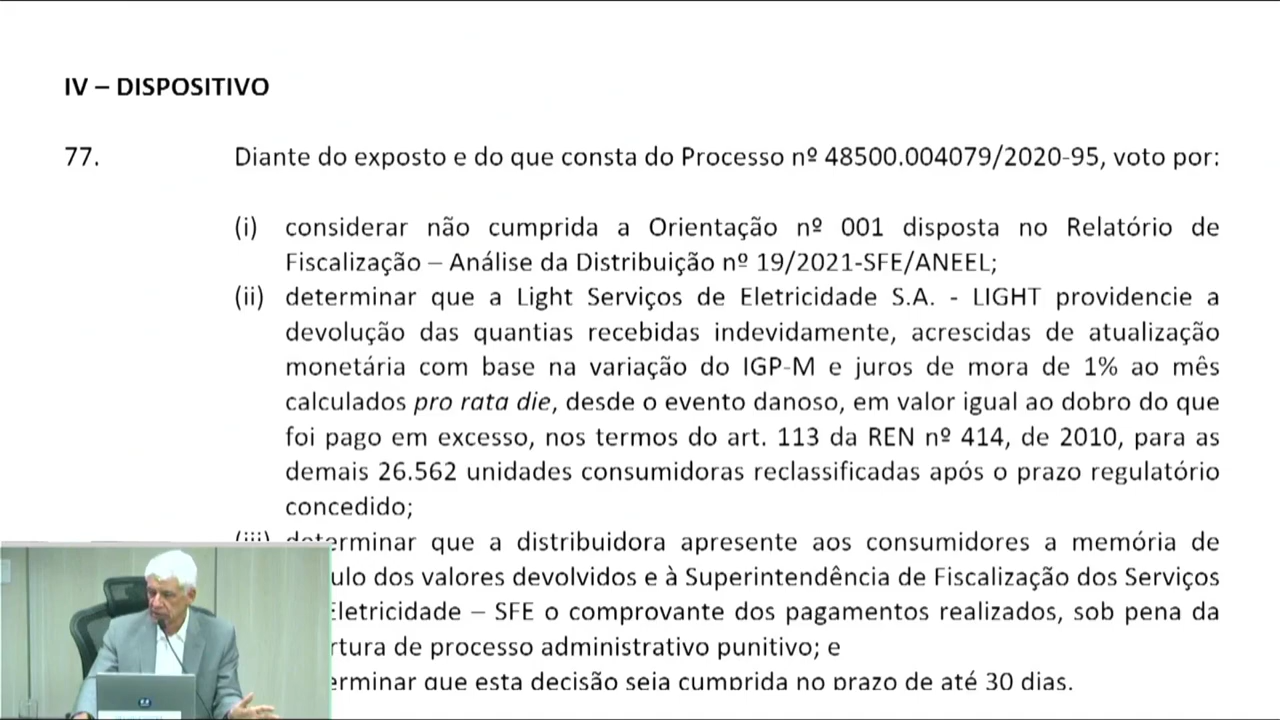 IV – DISPOSITIVO
77. Diante do exposto e do que consta do Processo nº 48500.004079/2020-95, voto por:
(i) considerar não cumprida a Orientação nº 001 disposta no Relatório de
Fiscalização – Análise da Distribuição nº 19/2021-SFE/ANEEL;
(ii) determinar que a Light Serviços de Eletricidade S.A. - LIGHT providencie a
devolução das quantias recebidas indevidamente, acrescidas de atualização
monetária com base na variação do IGP-M e juros de mora de 1% ao mês
calculados pro rata die, desde o evento danoso, em valor igual ao dobro do que
foi pago em excesso, nos termos do art. 113 da REN nº 414, de 2010, para as
demais 26.562 unidades consumidoras reclassificadas após o prazo regulatório
concedido;
(iii) determinar que a distribuidora apresente aos consumidores a memória de
ulo dos valores devolvidos e à Superintendência de Fiscalização dos Serviços
Eletricidade – SFE o comprovante dos pagamentos realizados, sob pena da
rtura de processo administrativo punitivo; e
erminar que esta decisão seja cumprida no prazo de até 30 dias.